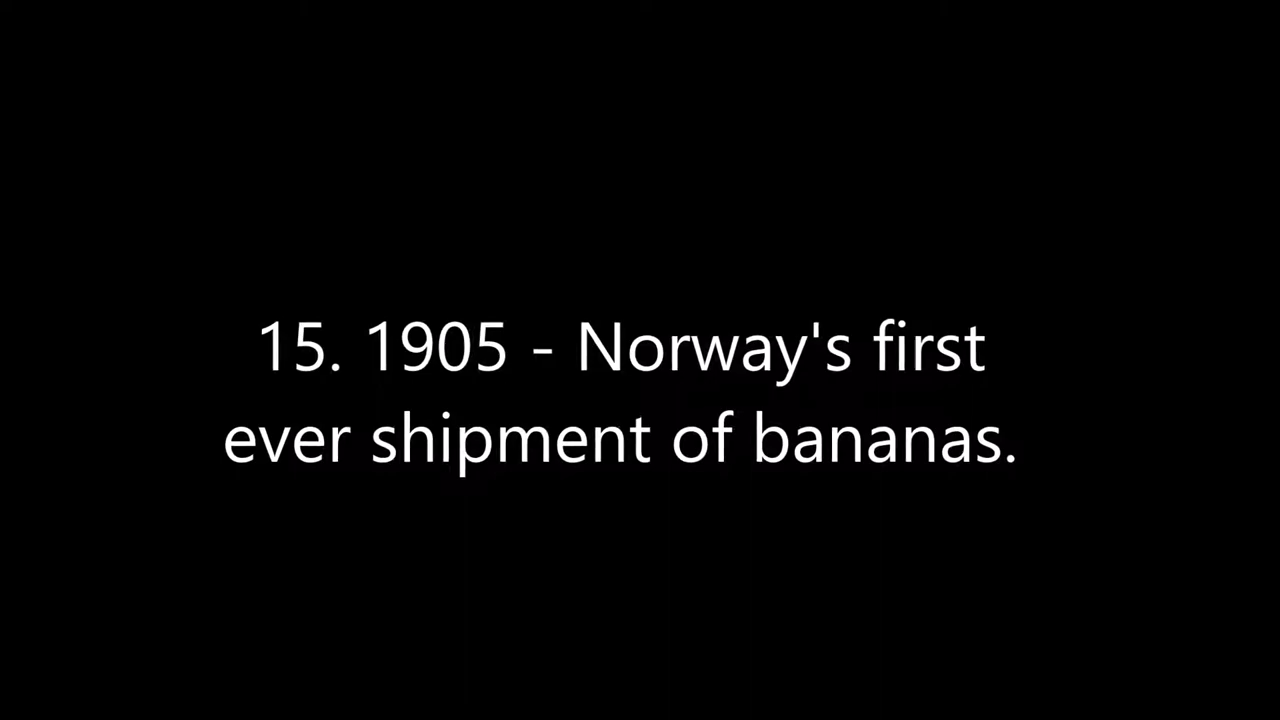 15. 1905 - Norway's first
ever shipment of bananas.